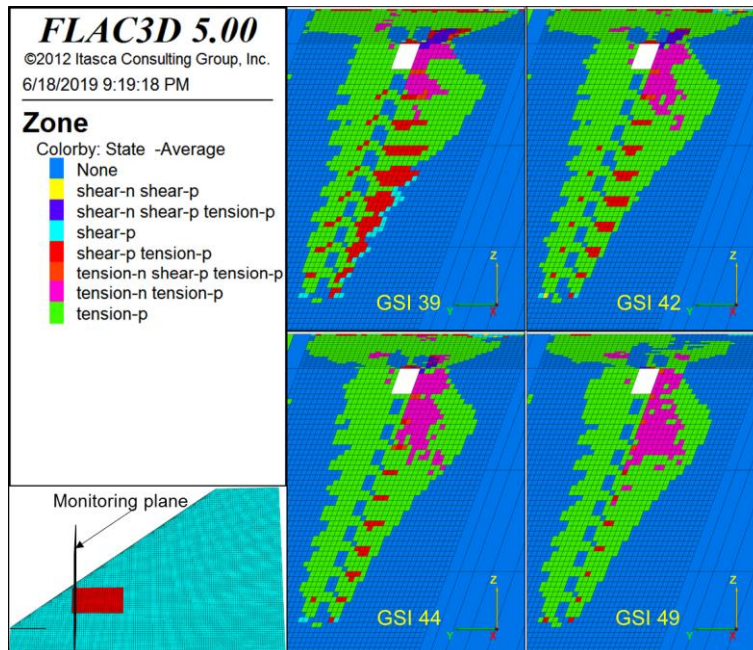 FLAC3D 5.00
©2012 Itasca Consulting Group, Inc.
6/18/2019 9:19:18 PM
Zone
Colorby: State -Average
None
shear-n shear-p
shear-n shear-p tension-p
shear-p
shear-p tension-p
tension-n shear-p tension-p
tension-n tension-p
tension-p
Monitoring plane
GSI 39
Z
Y
X
GSI 42
Z
Y
X
GSI 44
Z
Y
X
GSI 49
Z
Y
X